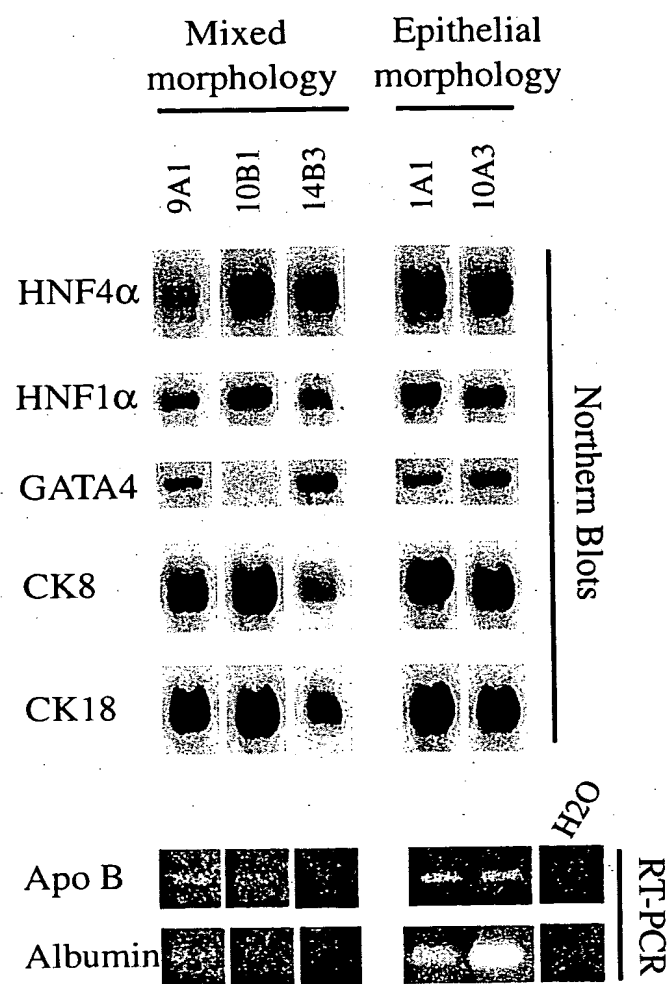 Mixed
morphology
Epithelial
morphology
9A1
10B1
14B3
1A1
10A3
HNF4α
HNF1α
GATA4
CK8
CK18
Northern Blots
H2O
Apo B
Albumin
RT-PCR